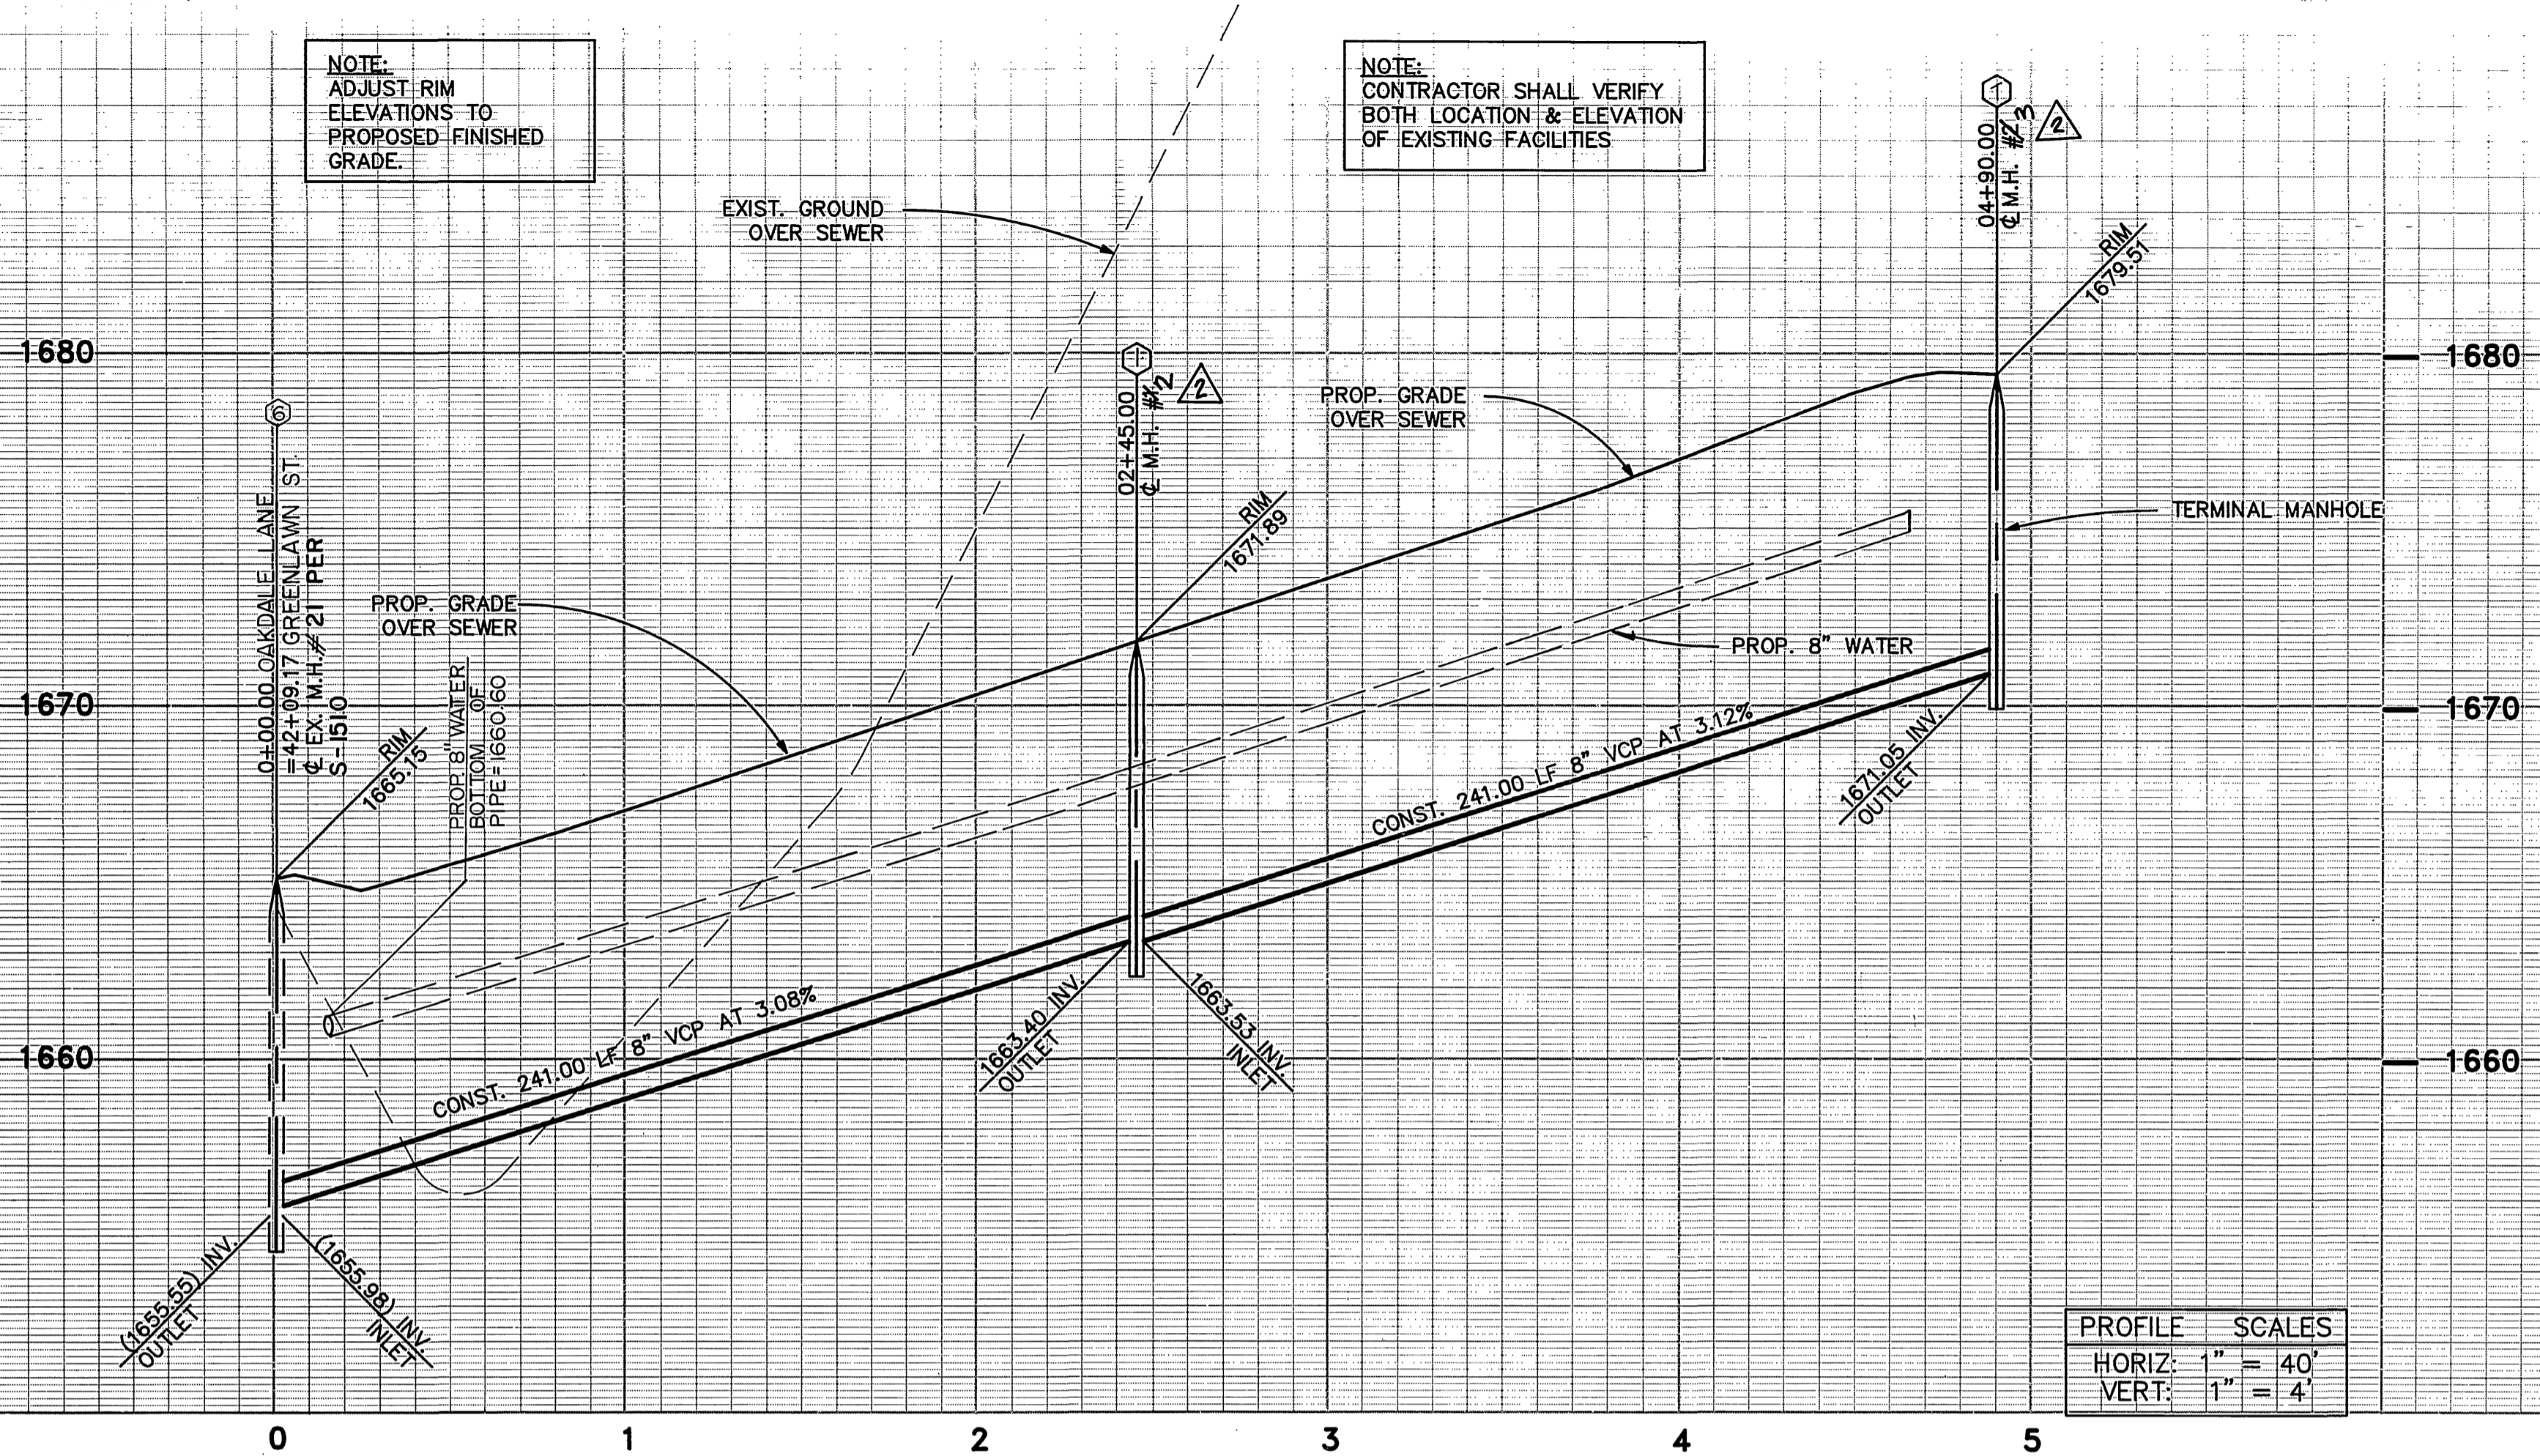 NOTE:
ADJUST RIM
ELEVATIONS TO
PROPOSED FINISHED
GRADE.
NOTE:
CONTRACTOR SHALL VERIFY
BOTH LOCATION & ELEVATION
OF EXISTING FACILITIES
1
04+90.00
℄ M.H. #3
2
EXIST. GROUND
OVER SEWER
RIM
1679.51
1680
1680
1
02+45.00
℄ M.H. #2
2
PROP. GRADE
OVER SEWER
6
0+00.00 OAKDALE LANE
=42+09.17 GREENLAWN ST.
℄ EX. M.H.# 21 PER
S-1510
RIM
1671.89
TERMINAL MANHOLE
PROP. GRADE
OVER SEWER
PROP. 8" WATER
PROP. 8" WATER
BOTTOM OF
PIPE=1660.60
1670
1670
RIM
1665.15
CONST. 241.00 LF 8" VCP AT 3.12%
1671.05 INV.
OUTLET
CONST. 241.00 LF 8" VCP AT 3.08%
1663.40 INV.
OUTLET
1663.53 INV.
INLET
1660
1660
(1655.55) INV.
OUTLET
(1655.98) INV.
INLET
PROFILE SCALES
HORIZ: 1" = 40'
VERT: 1" = 4'
0 1 2 3 4 5